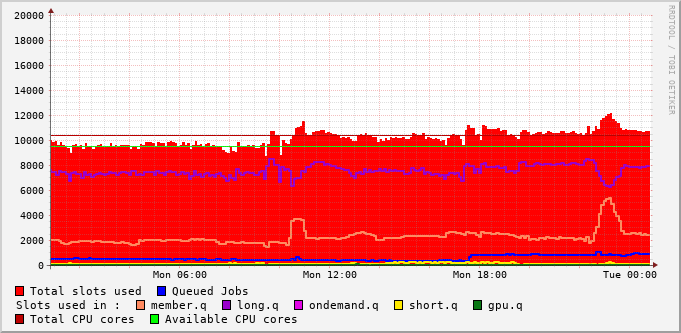 20000
18000
16000
14000
12000
10000
8000
6000
4000
2000
0
Mon 06:00 Mon 12:00 Mon 18:00 Tue 00:00
RRDTOOL / TOBI OETIKER
Total slots used Queued Jobs
Slots used in : member.q long.q ondemand.q short.q gpu.q
Total CPU cores Available CPU cores